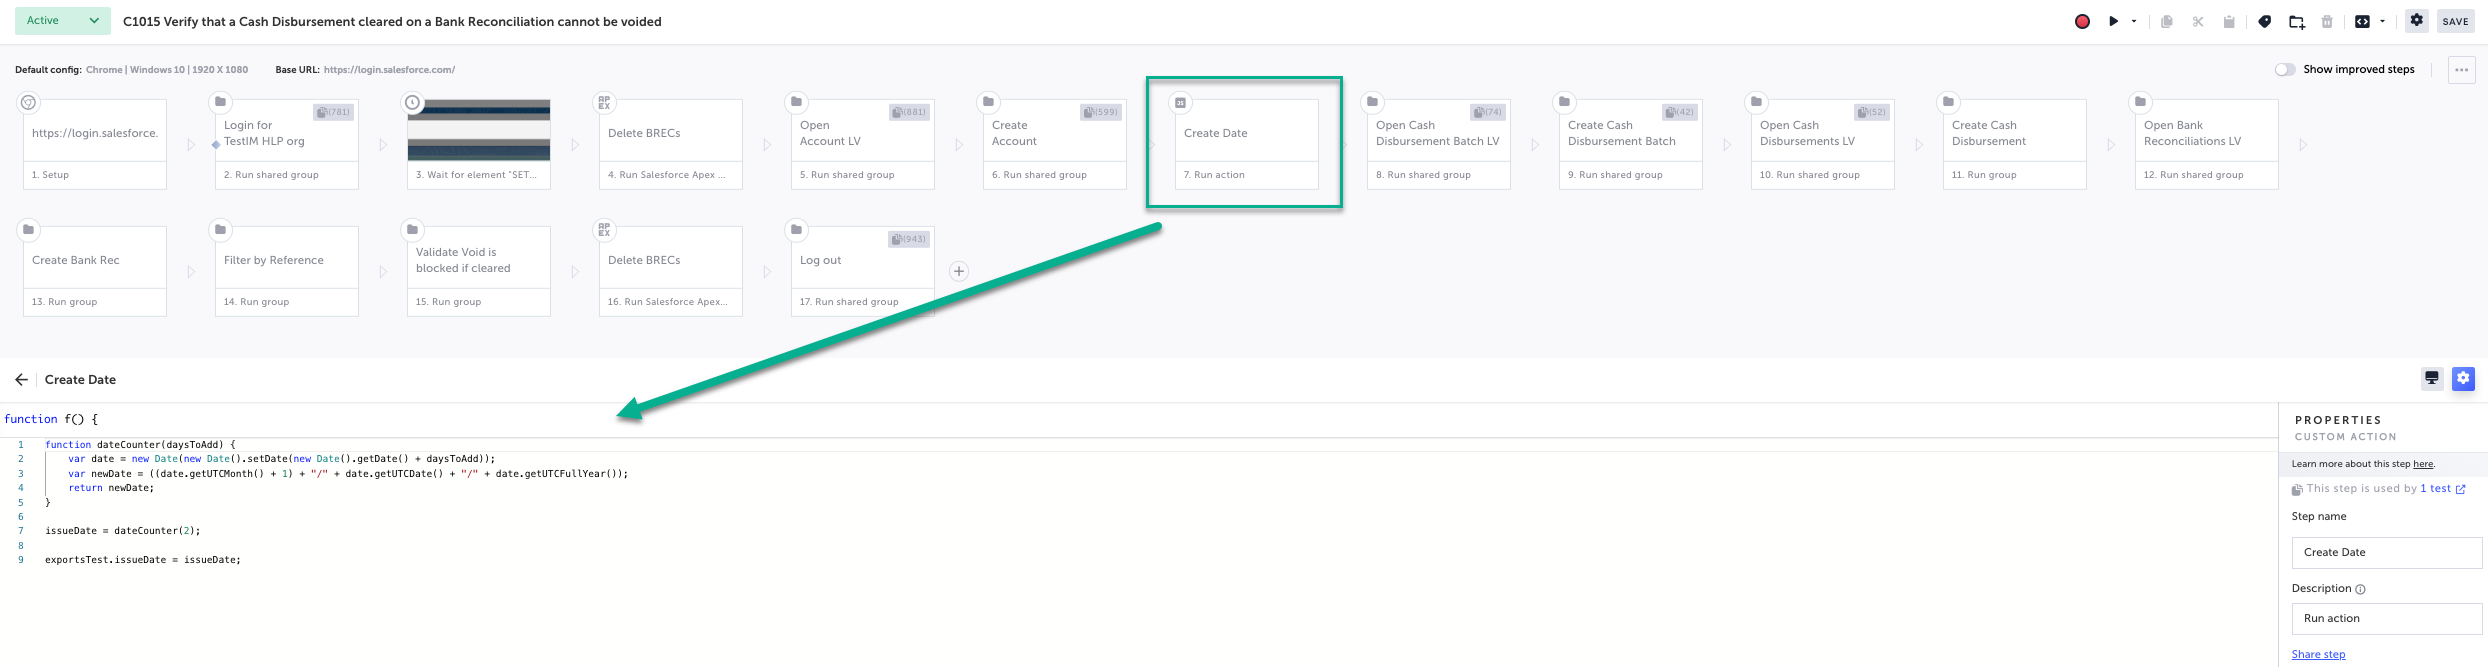 Active
C1015 Verify that a Cash Disbursement cleared on a Bank Reconciliation cannot be voided
SAVE
Default config: Chrome | Windows 10 | 1920 X 1080 Base URL: https://login.salesforce.com/
Show improved steps
https://login.salesforce.
1. Setup
(781)
Login for
TestIM HLP org
2. Run shared group
3. Wait for element "SET...
AP
EX
Delete BRECs
4. Run Salesforce Apex ...
(881)
Open
Account LV
5. Run shared group
(599)
Create
Account
6. Run shared group
JS
Create Date
7. Run action
(74)
Open Cash
Disbursement Batch LV
8. Run shared group
(42)
Create Cash
Disbursement Batch
9. Run shared group
(52)
Open Cash
Disbursements LV
10. Run shared group
Create Cash
Disbursement
11. Run group
Open Bank
Reconciliations LV
12. Run shared group
Create Bank Rec
13. Run group
Filter by Reference
14. Run group
Validate Void is
blocked if cleared
15. Run group
AP
EX
Delete BRECs
16. Run Salesforce Apex...
(943)
Log out
17. Run shared group
Create Date
function f() {
1 function dateCounter(daysToAdd) {
2 var date = new Date(new Date().setDate(new Date().getDate() + daysToAdd));
3 var newDate = ((date.getUTCMonth() + 1) + "/" + date.getUTCDate() + "/" + date.getUTCFullYear());
4 return newDate;
5 }
6
7 issueDate = dateCounter(2);
8
9 exportsTest.issueDate = issueDate;
PROPERTIES
CUSTOM ACTION
Learn more about this step here.
This step is used by 1 test
Step name
Create Date
Description
Run action
Share step